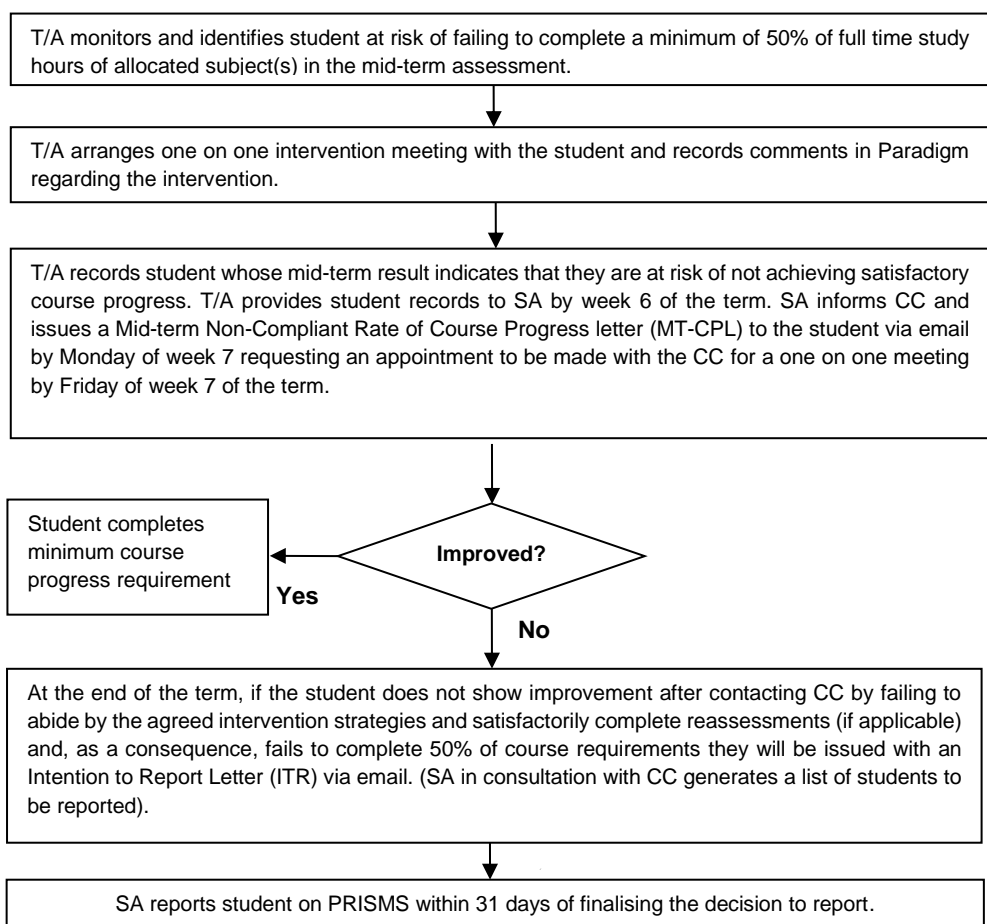 T/A monitors and identifies student at risk of failing to complete a minimum of 50% of full time study
hours of allocated subject(s) in the mid-term assessment.
T/A arranges one on one intervention meeting with the student and records comments in Paradigm
regarding the intervention.
T/A records student whose mid-term result indicates that they are at risk of not achieving satisfactory
course progress. T/A provides student records to SA by week 6 of the term. SA informs CC and
issues a Mid-term Non-Compliant Rate of Course Progress letter (MT-CPL) to the student via email
by Monday of week 7 requesting an appointment to be made with the CC for a one on one meeting
by Friday of week 7 of the term.
Improved?
Student completes
minimum course
progress requirement
Yes
No
At the end of the term, if the student does not show improvement after contacting CC by failing to
abide by the agreed intervention strategies and satisfactorily complete reassessments (if applicable)
and, as a consequence, fails to complete 50% of course requirements they will be issued with an
Intention to Report Letter (ITR) via email. (SA in consultation with CC generates a list of students to
be reported).
SA reports student on PRISMS within 31 days of finalising the decision to report.